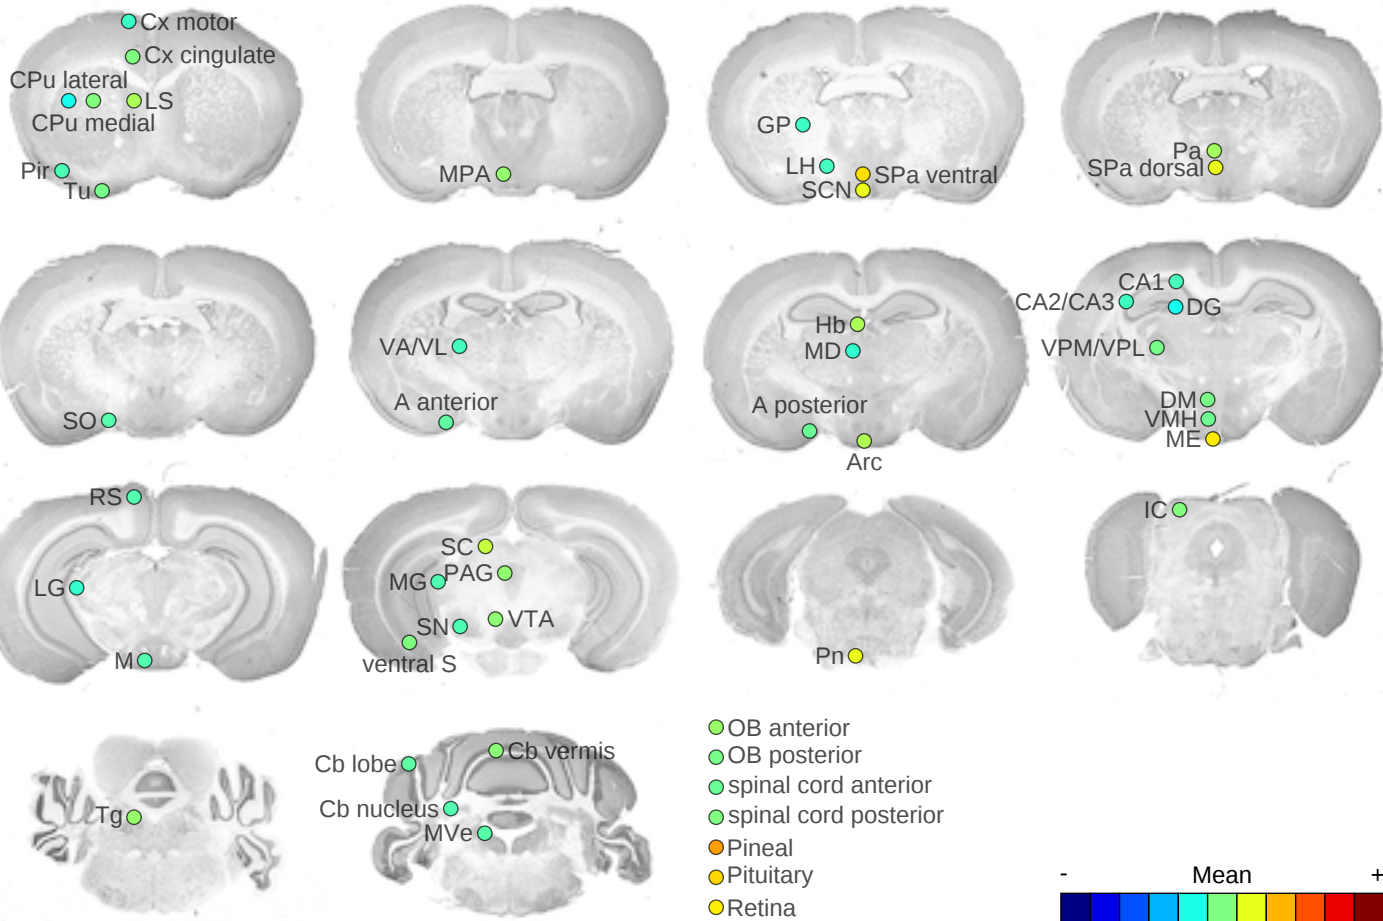 Cx motor
Cx cingulate
CPu lateral
LS
CPu medial
Pir
Tu
MPA
GP
LH
SPa ventral
SCN
Pa
SPa dorsal
SO
VA/VL
A anterior
Hb
MD
A posterior
Arc
CA1
CA2/CA3
DG
VPM/VPL
DM
VMH
ME
RS
LG
M
SC
PAG
MG
VTA
SN
ventral S
Pn
IC
Tg
Cb vermis
Cb lobe
Cb nucleus
MVe
OB anterior
OB posterior
spinal cord anterior
spinal cord posterior
Pineal
Pituitary
Retina
- Mean +